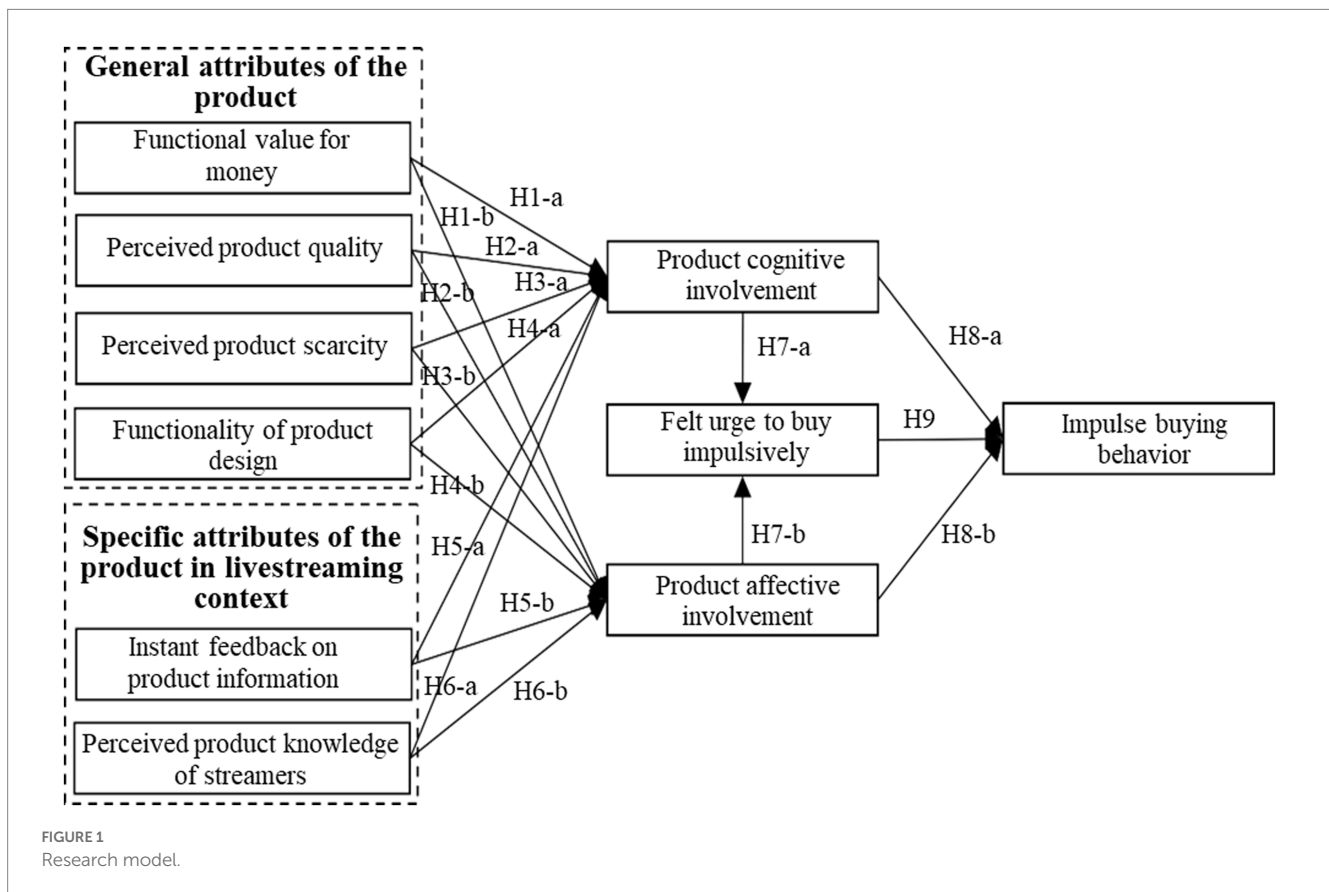 General attributes of the
product
Functional value for
money
Perceived product quality
Perceived product scarcity
Functionality of product
design
Specific attributes of the
product in livestreaming
context
Instant feedback on
product information
Perceived product knowledge
of streamers
H1-a
H1-b
H2-a
H2-b
H3-a
H4-a
H3-b
H4-b
H5-a
H5-b
H6-a
H6-b
Product cognitive
involvement
H7-a
Felt urge to buy
impulsively
H7-b
Product affective
involvement
H8-a
H9
H8-b
Impulse buying
behavior
FIGURE 1
Research model.